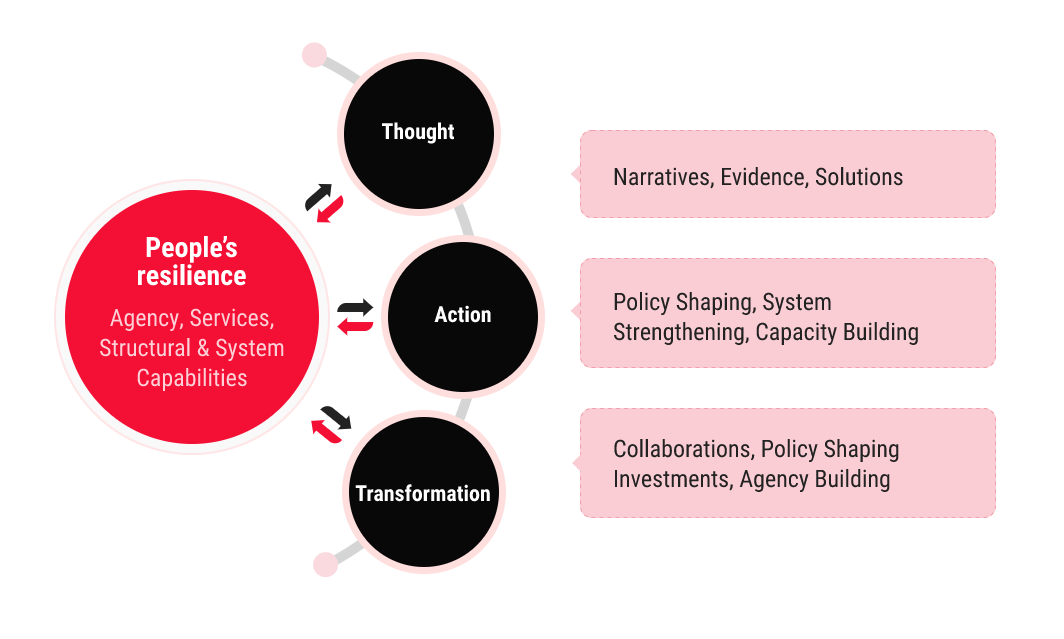 People’s
resilience
Agency, Services,
Structural & System
Capabilities
Thought
Action
Transformation
Narratives, Evidence, Solutions
Policy Shaping, System
Strengthening, Capacity Building
Collaborations, Policy Shaping
Investments, Agency Building